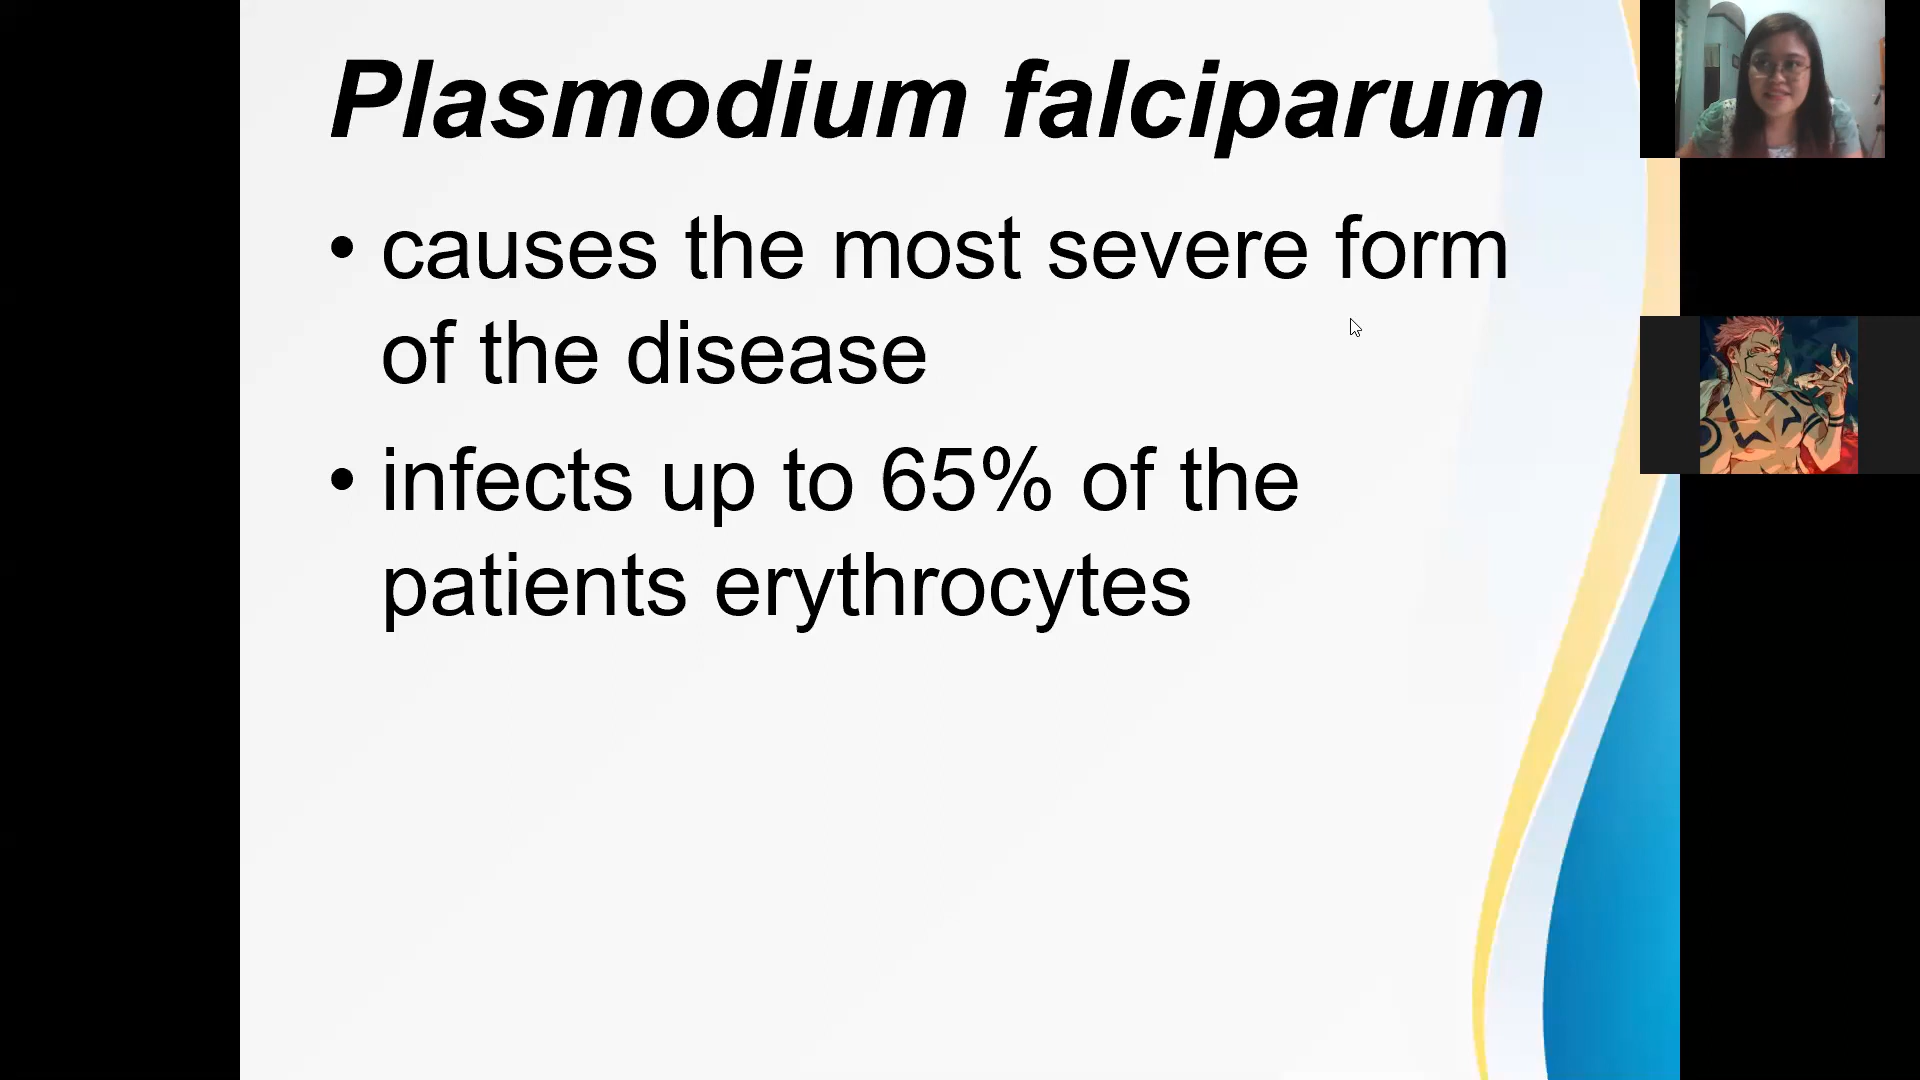 Plasmodium falciparum
• causes the most severe form
of the disease
• infects up to 65% of the
patients erythrocytes